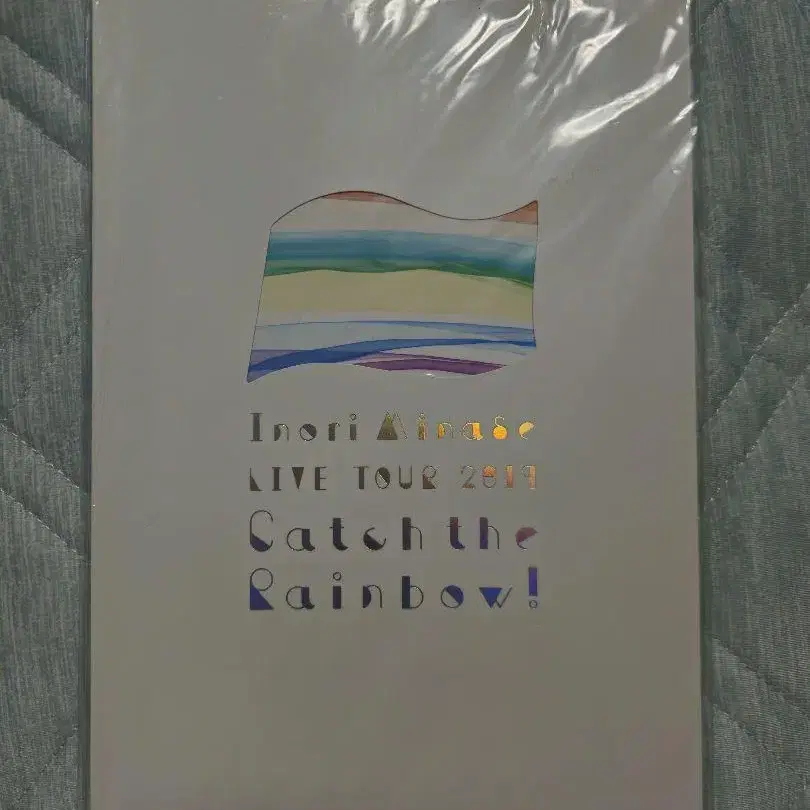 Inori Minase
LIVE TOUR 2019
Catch the
Rainbow!